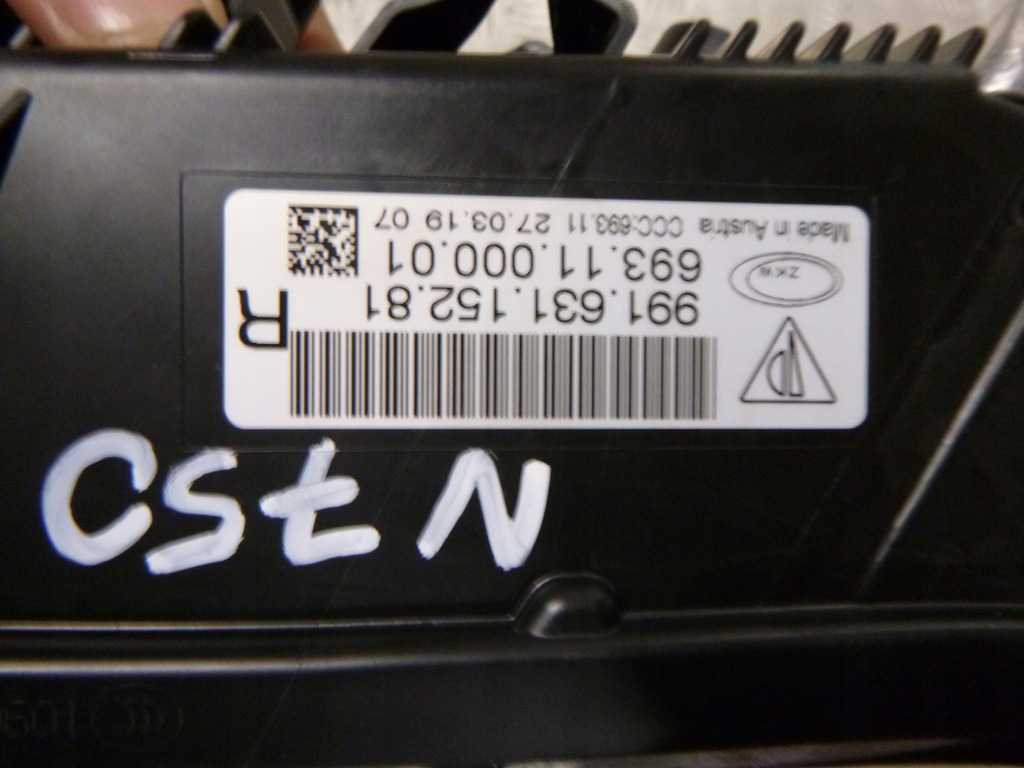 Made in Austria CCC:693.11 27.03.19 07
ZKW 693.11.000.01
991.631.152.81
R
N 750